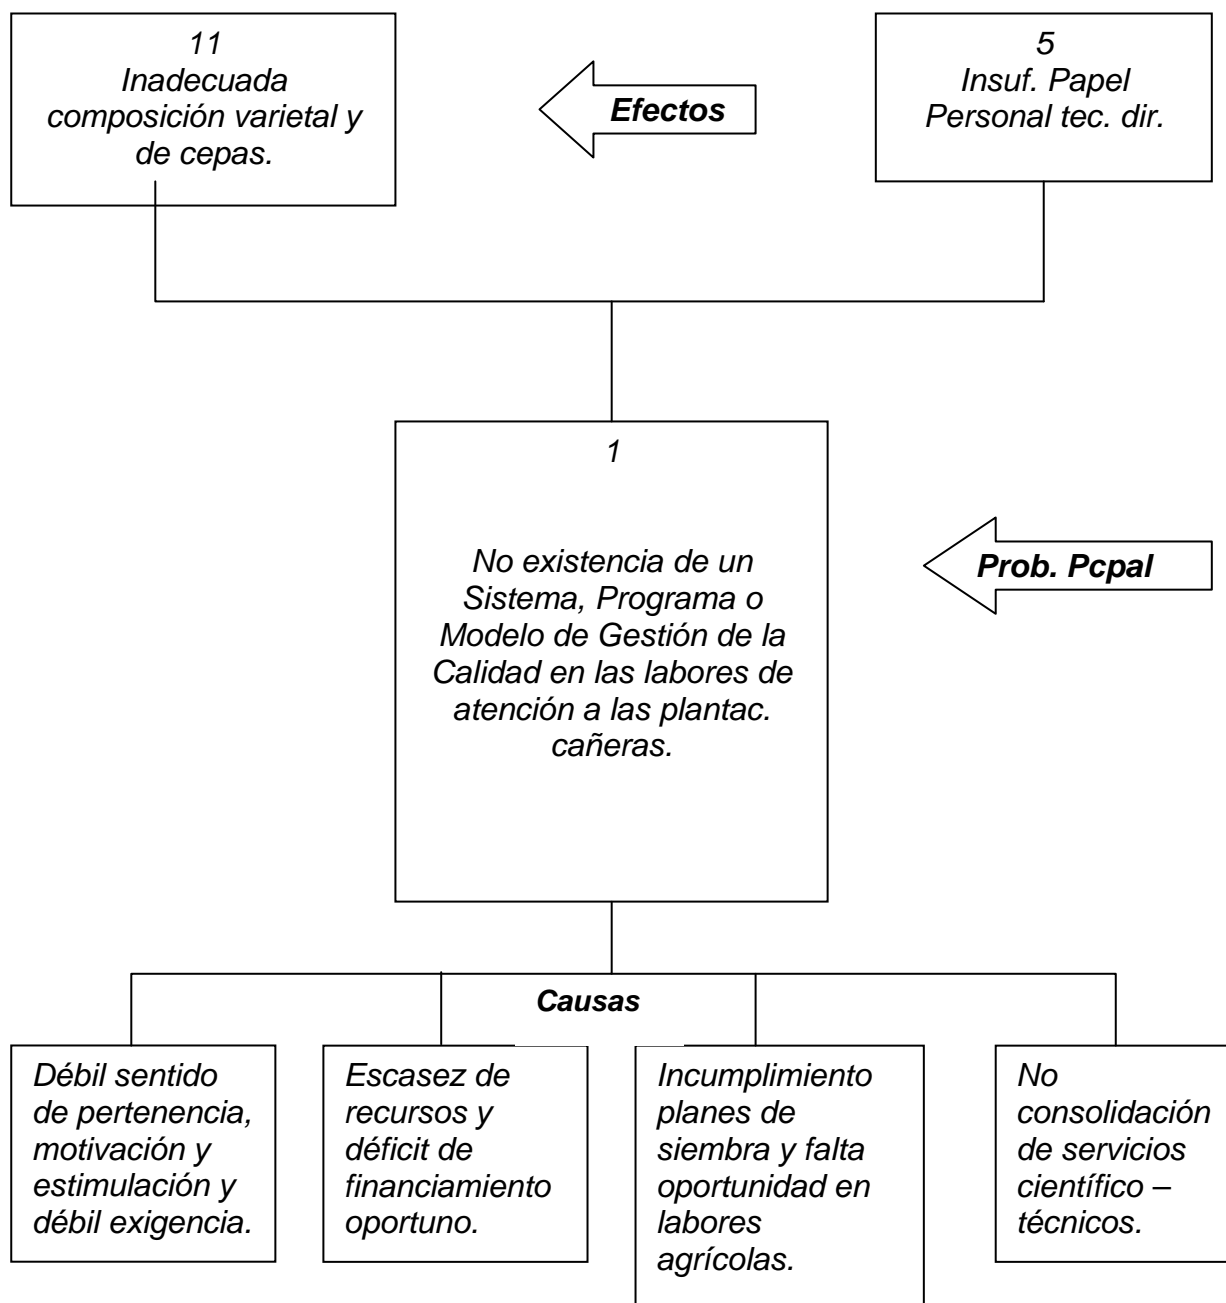 11
Inadecuada
composición varietal y
de cepas.
Efectos
5
Insuf. Papel
Personal tec. dir.
1
No existencia de un
Sistema, Programa o
Modelo de Gestión de la
Calidad en las labores de
atención a las plantac.
cañeras.
Prob. Pcpal
Causas
Débil sentido
de pertenencia,
motivación y
estimulación y
débil exigencia.
Escasez de
recursos y
déficit de
financiamiento
oportuno.
Incumplimiento
planes de
siembra y falta
oportunidad en
labores
agrícolas.
No
consolidación
de servicios
científico –
técnicos.